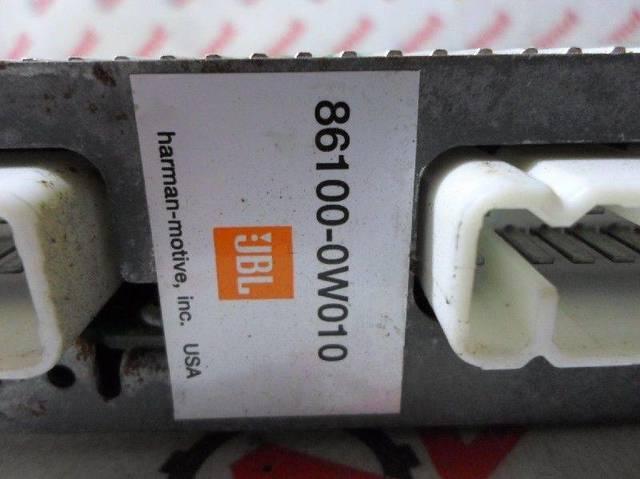 86100-0W010
JBL
harman-motive, inc. USA